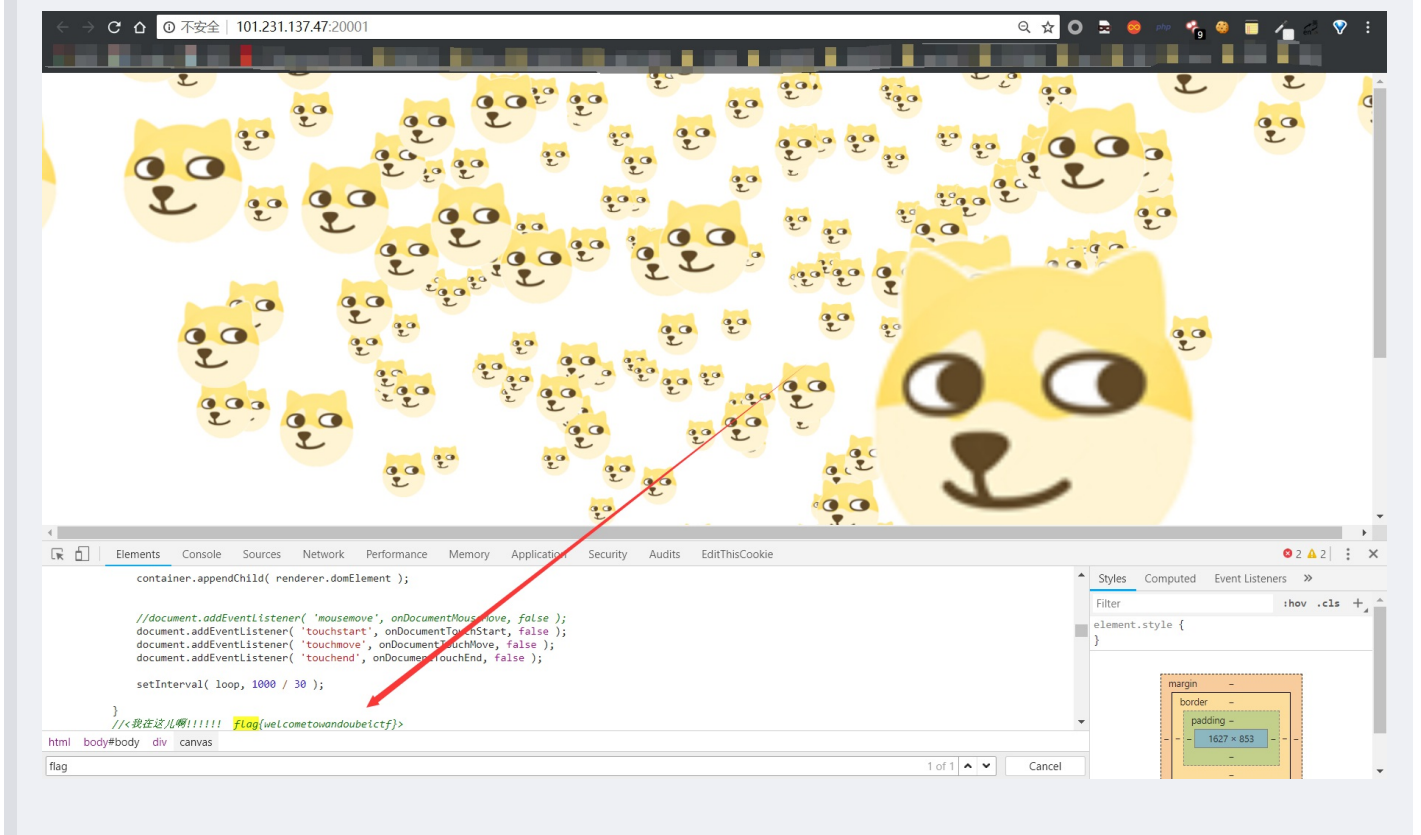 不安全 | 101.231.137.47:20001
php
9
Elements Console Sources Network Performance Memory Application Security Audits EditThisCookie
2 2
container.appendChild( renderer.domElement );
//document.addEventListener( 'mousemove', onDocumentMouseMove, false );
document.addEventListener( 'touchstart', onDocumentTouchStart, false );
document.addEventListener( 'touchmove', onDocumentTouchMove, false );
document.addEventListener( 'touchend', onDocumentTouchEnd, false );
setInterval( loop, 1000 / 30 );
}
//<我在这儿啊!!!!!! flag{welcometowandoubeictf}>
html body#body div canvas
flag
1 of 1
Cancel
Styles Computed Event Listeners »
Filter :hov .cls +
element.style {
}
margin –
border –
padding –
– – – 1627 × 853 – – –
–
–